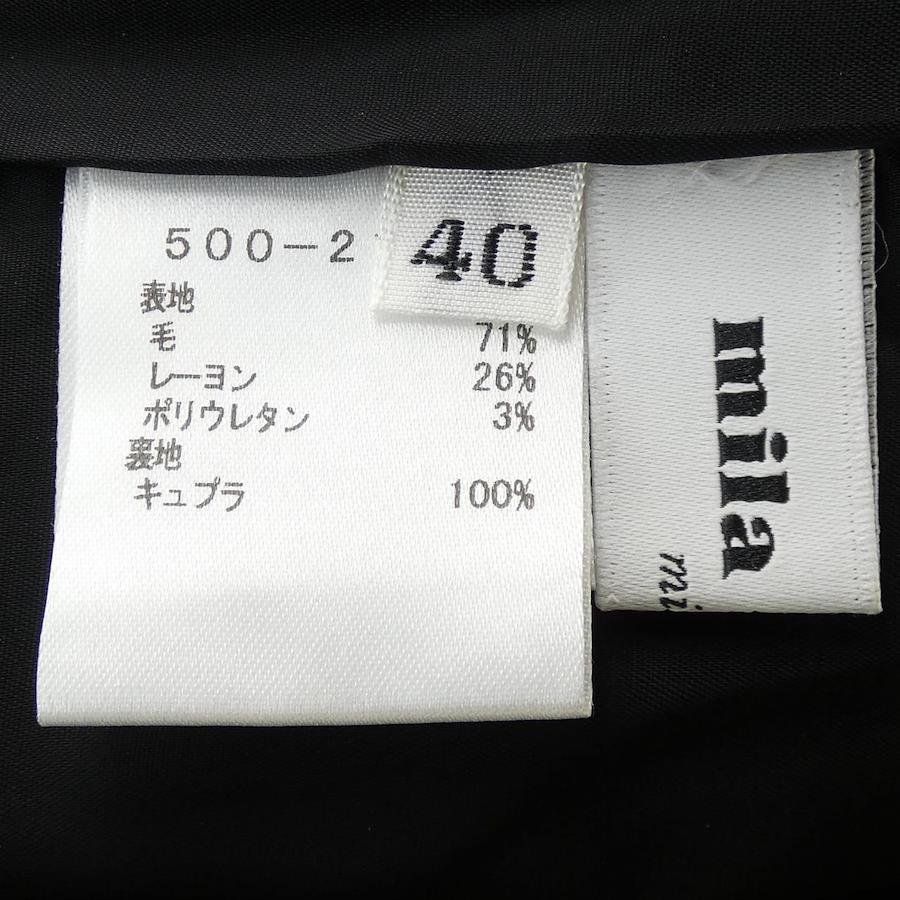 500-2
40
表地
毛 71%
レーヨン 26%
ポリウレタン 3%
裏地
キュプラ 100%
mila
mi